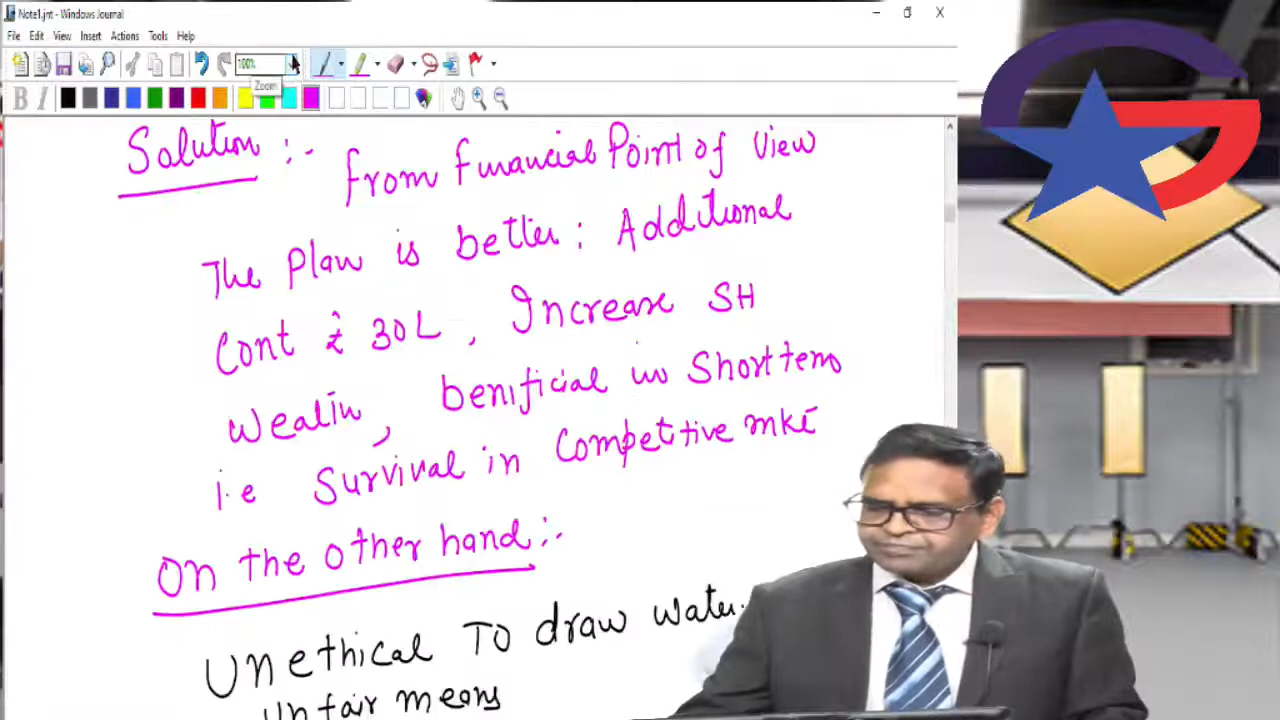 Note1.jnt - Windows Journal
File Edit View Insert Actions Tools Help
100%
Zoom
B I
Solution :- From Financial Point of View
The Plan is better : Additional
Cont ₹ 30L , Increase SH
Wealth , benificial in Short term
i.e Survival in Competitive mkt
On the other hand :-
Unethical To draw water
Unfair means